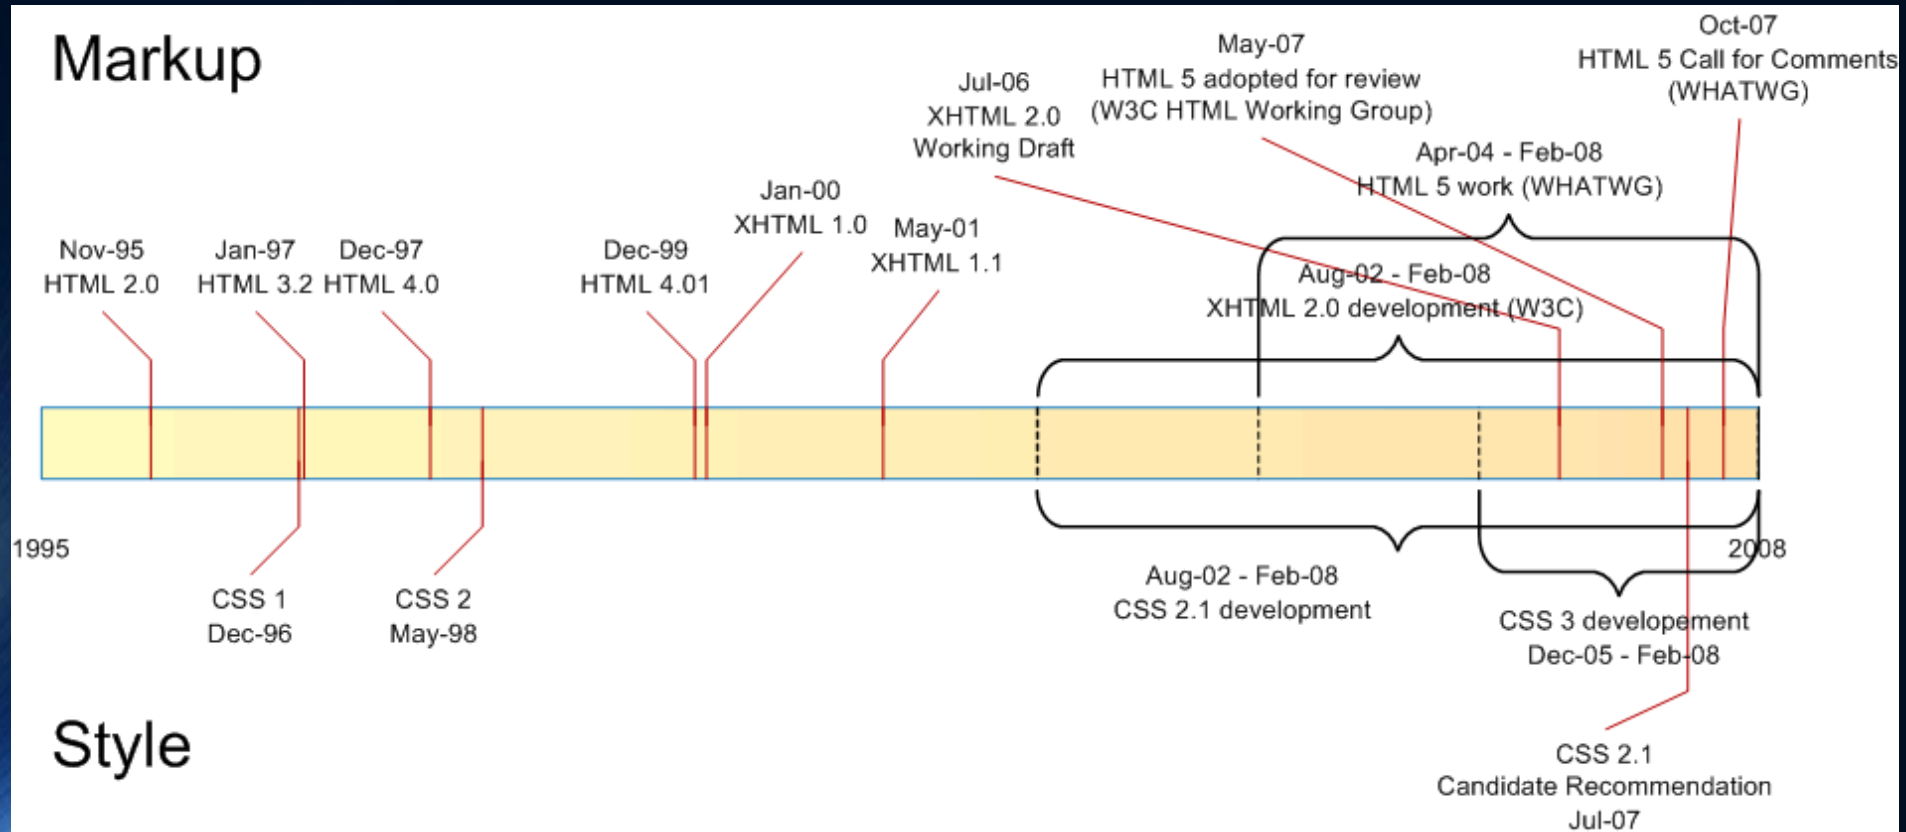 Markup
Nov-95
HTML 2.0
Jan-97
HTML 3.2
Dec-97
HTML 4.0
Dec-99
HTML 4.01
Jan-00
XHTML 1.0
May-01
XHTML 1.1
Jul-06
XHTML 2.0
Working Draft
May-07
HTML 5 adopted for review
(W3C HTML Working Group)
Oct-07
HTML 5 Call for Comments
(WHATWG)
Apr-04 - Feb-08
HTML 5 work (WHATWG)
Aug-02 - Feb-08
XHTML 2.0 development (W3C)
1995
2008
CSS 1
Dec-96
CSS 2
May-98
Aug-02 - Feb-08
CSS 2.1 development
CSS 3 developement
Dec-05 - Feb-08
CSS 2.1
Candidate Recommendation
Jul-07
Style